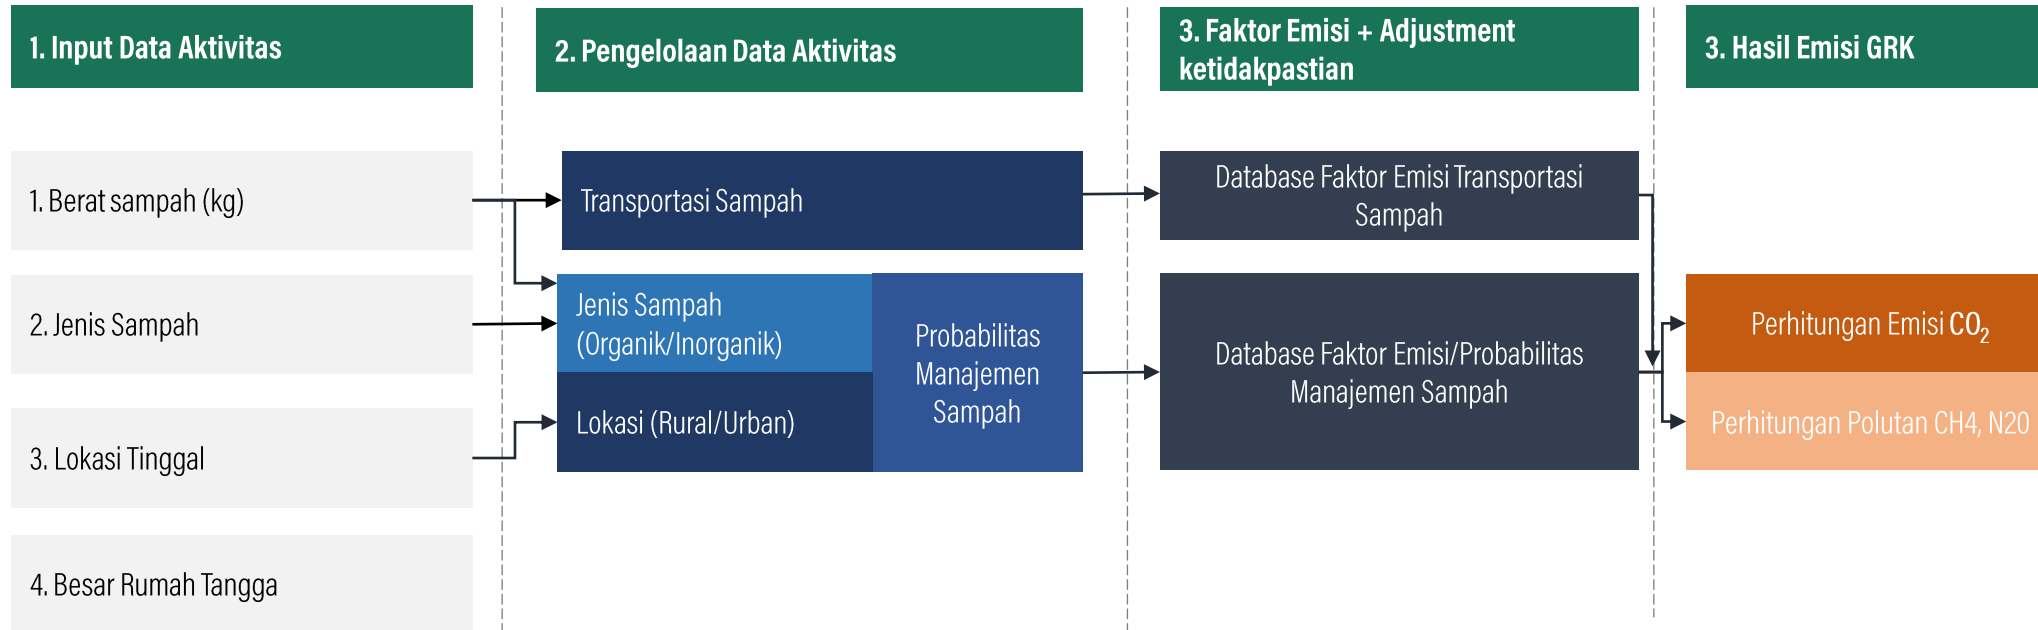 1. Input Data Aktivitas
2. Pengelolaan Data Aktivitas
3. Faktor Emisi + Adjustment
ketidakpastian
3. Hasil Emisi GRK
1. Berat sampah (kg)
2. Jenis Sampah
3. Lokasi Tinggal
4. Besar Rumah Tangga
Transportasi Sampah
Jenis Sampah
(Organik/Inorganik)
Lokasi (Rural/Urban)
Probabilitas
Manajemen
Sampah
Database Faktor Emisi Transportasi
Sampah
Database Faktor Emisi/Probabilitas
Manajemen Sampah
Perhitungan Emisi CO₂
Perhitungan Polutan CH4, N20